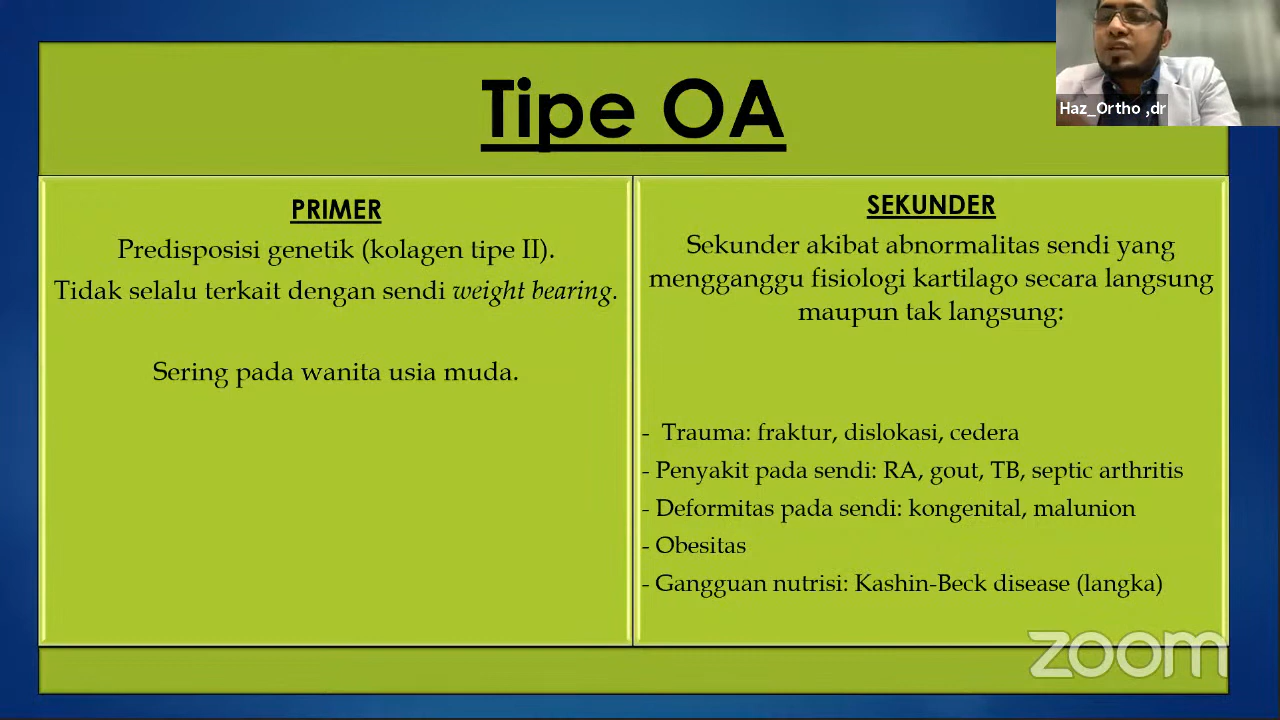 Tipe OA
Haz_Ortho ,dr
PRIMER
Predisposisi genetik (kolagen tipe II).
Tidak selalu terkait dengan sendi weight bearing.
Sering pada wanita usia muda.
SEKUNDER
Sekunder akibat abnormalitas sendi yang
mengganggu fisiologi kartilago secara langsung
maupun tak langsung:
- Trauma: fraktur, dislokasi, cedera
- Penyakit pada sendi: RA, gout, TB, septic arthritis
- Deformitas pada sendi: kongenital, malunion
- Obesitas
- Gangguan nutrisi: Kashin-Beck disease (langka)
zoom